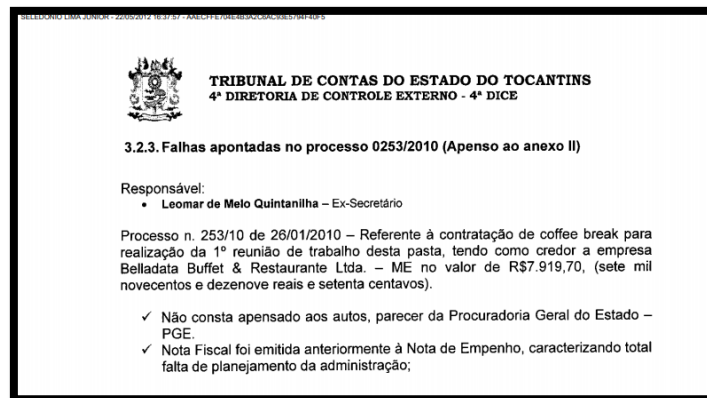 SELEDONIO LIMA JUNIOR - 22/05/2012 16:37:57 -
TRIBUNAL DE CONTAS DO ESTADO DO TOCANTINS
4ª DIRETORIA DE CONTROLE EXTERNO - 4ª DICE
3.2.3. Falhas apontadas no processo 0253/2010 (Apenso ao anexo II)
Responsável:
• Leomar de Melo Quintanilha – Ex-Secretário
Processo n. 253/10 de 26/01/2010 – Referente à contratação de coffee break para
realização da 1º reunião de trabalho desta pasta, tendo como credor a empresa
Belladata Buffet & Restaurante Ltda. – ME no valor de R$7.919,70, (sete mil
novecentos e dezenove reais e setenta centavos).
✓ Não consta apensado aos autos, parecer da Procuradoria Geral do Estado –
PGE.
✓ Nota Fiscal foi emitida anteriormente à Nota de Empenho, caracterizando total
falta de planejamento da administração;